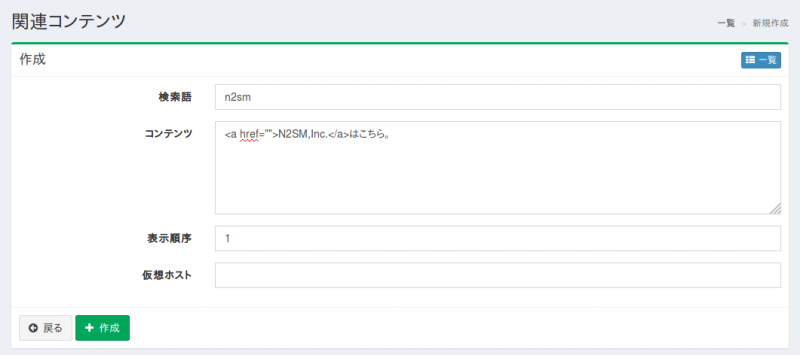 関連コンテンツ
一覧 » 新規作成
作成
一覧
検索語
n2sm
コンテンツ
<a href="">N2SM,Inc.</a>はこちら。
表示順序
1
仮想ホスト
戻る
作成